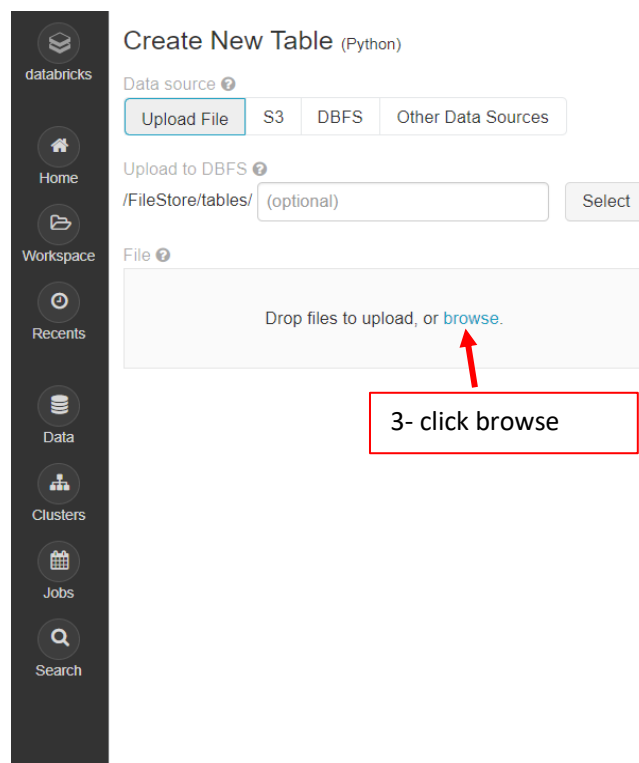 databricks
Home
Workspace
Recents
Data
Clusters
Jobs
Search
Create New Table (Python)
Data source ?
Upload File S3 DBFS Other Data Sources
Upload to DBFS ?
/FileStore/tables/ (optional) Select
File ?
Drop files to upload, or browse.
3- click browse